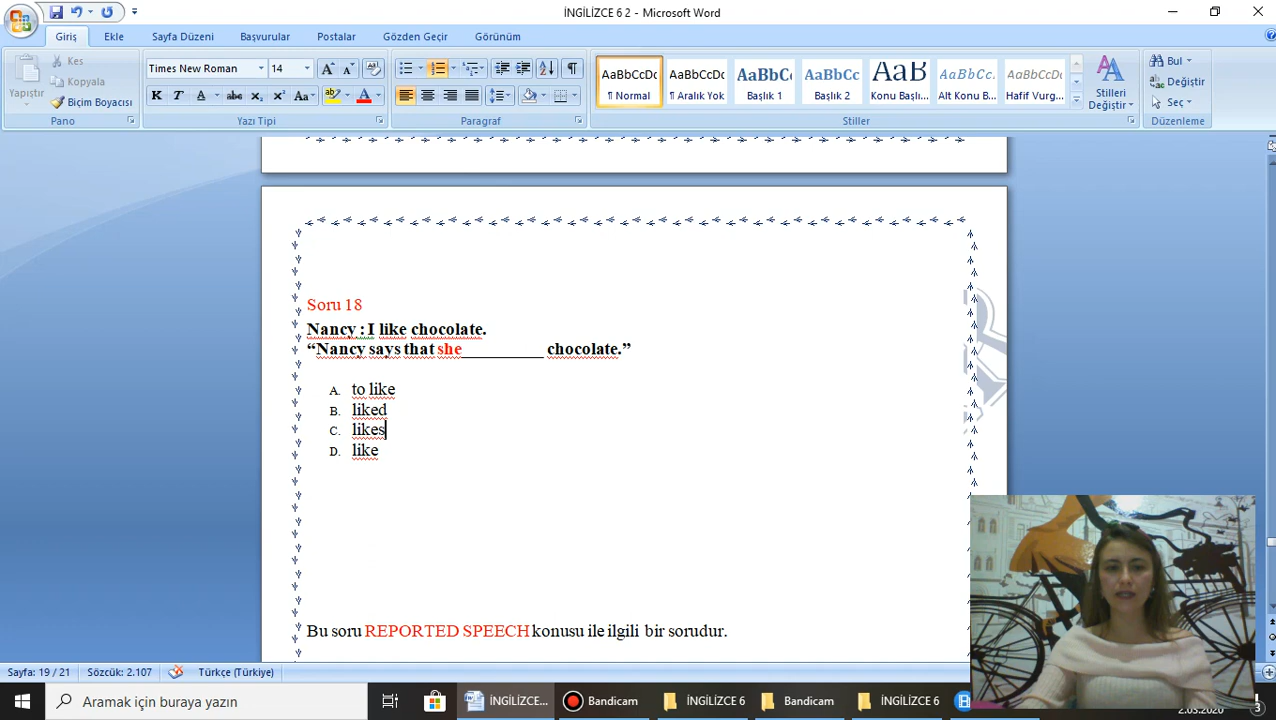 İNGİLİZCE 6 2 - Microsoft Word
Giriş Ekle Sayfa Düzeni Başvurular Postalar Gözden Geçir Görünüm
Yapıştır
Kes
Kopyala
Biçim Boyacısı
Pano
Times New Roman 14
Yazı Tipi
Paragraf
AaBbCcDc AaBbCcDc AaBbC AaBbCc AaB AaBbCc. AaBbCcDc
¶ Normal ¶ Aralık Yok Başlık 1 Başlık 2 Konu Başlı... Alt Konu B... Hafif Vurg...
Stiller
Stilleri Değiştir
Bul
Değiştir
Seç
Düzenleme
Soru 18
Nancy : I like chocolate.
“Nancy says that she_________ chocolate.”
A. to like
B. liked
C. likes
D. like
Bu soru REPORTED SPEECH konusu ile ilgili bir sorudur.
Sayfa: 19 / 21 Sözcük: 2.107 Türkçe (Türkiye)
Aramak için buraya yazın
İNGİLİZCE... Bandicam İNGİLİZCE 6 Bandicam İNGİLİZCE 6
2.03.2020
3